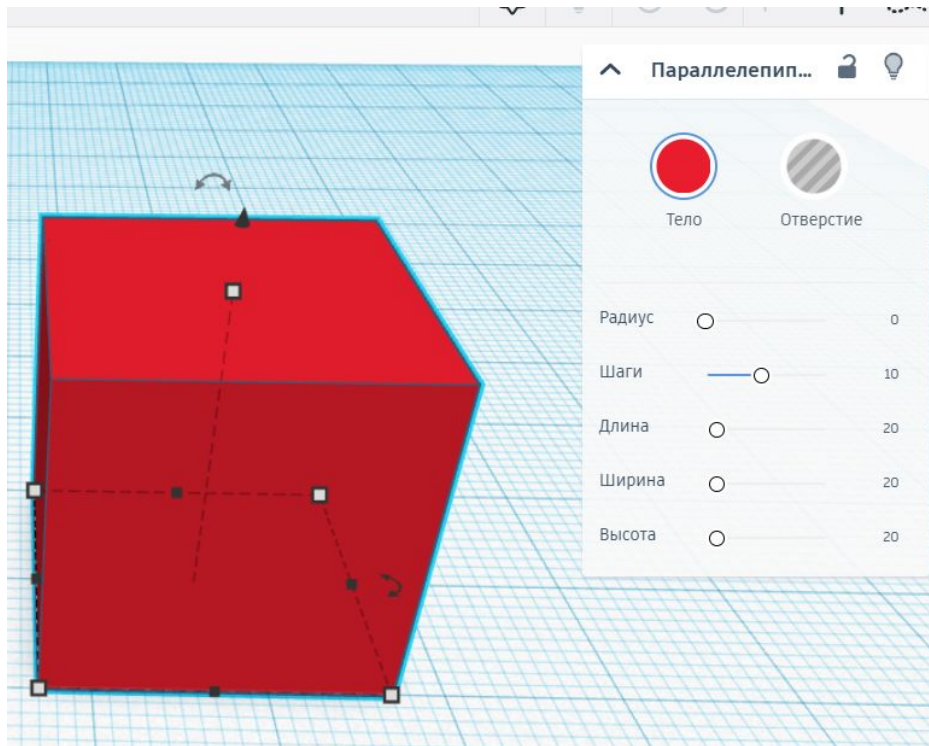 Параллелепип...
Тело Отверстие
Радиус 0
Шаги 10
Длина 20
Ширина 20
Высота 20